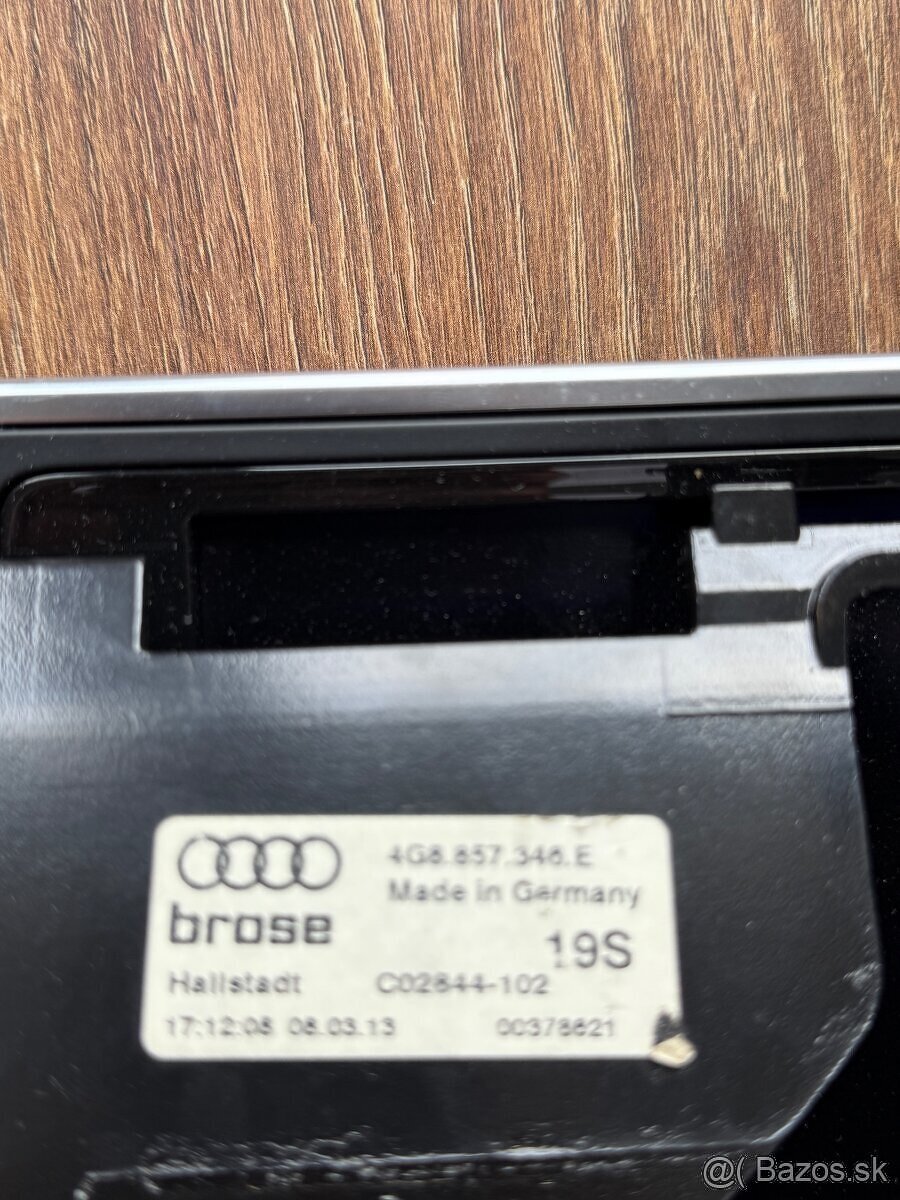 4G8.857.346.E
Made in Germany
brose
19S
Hallstadt C02844-102
17:12:08 08.03.13 00378621
@( Bazos.sk